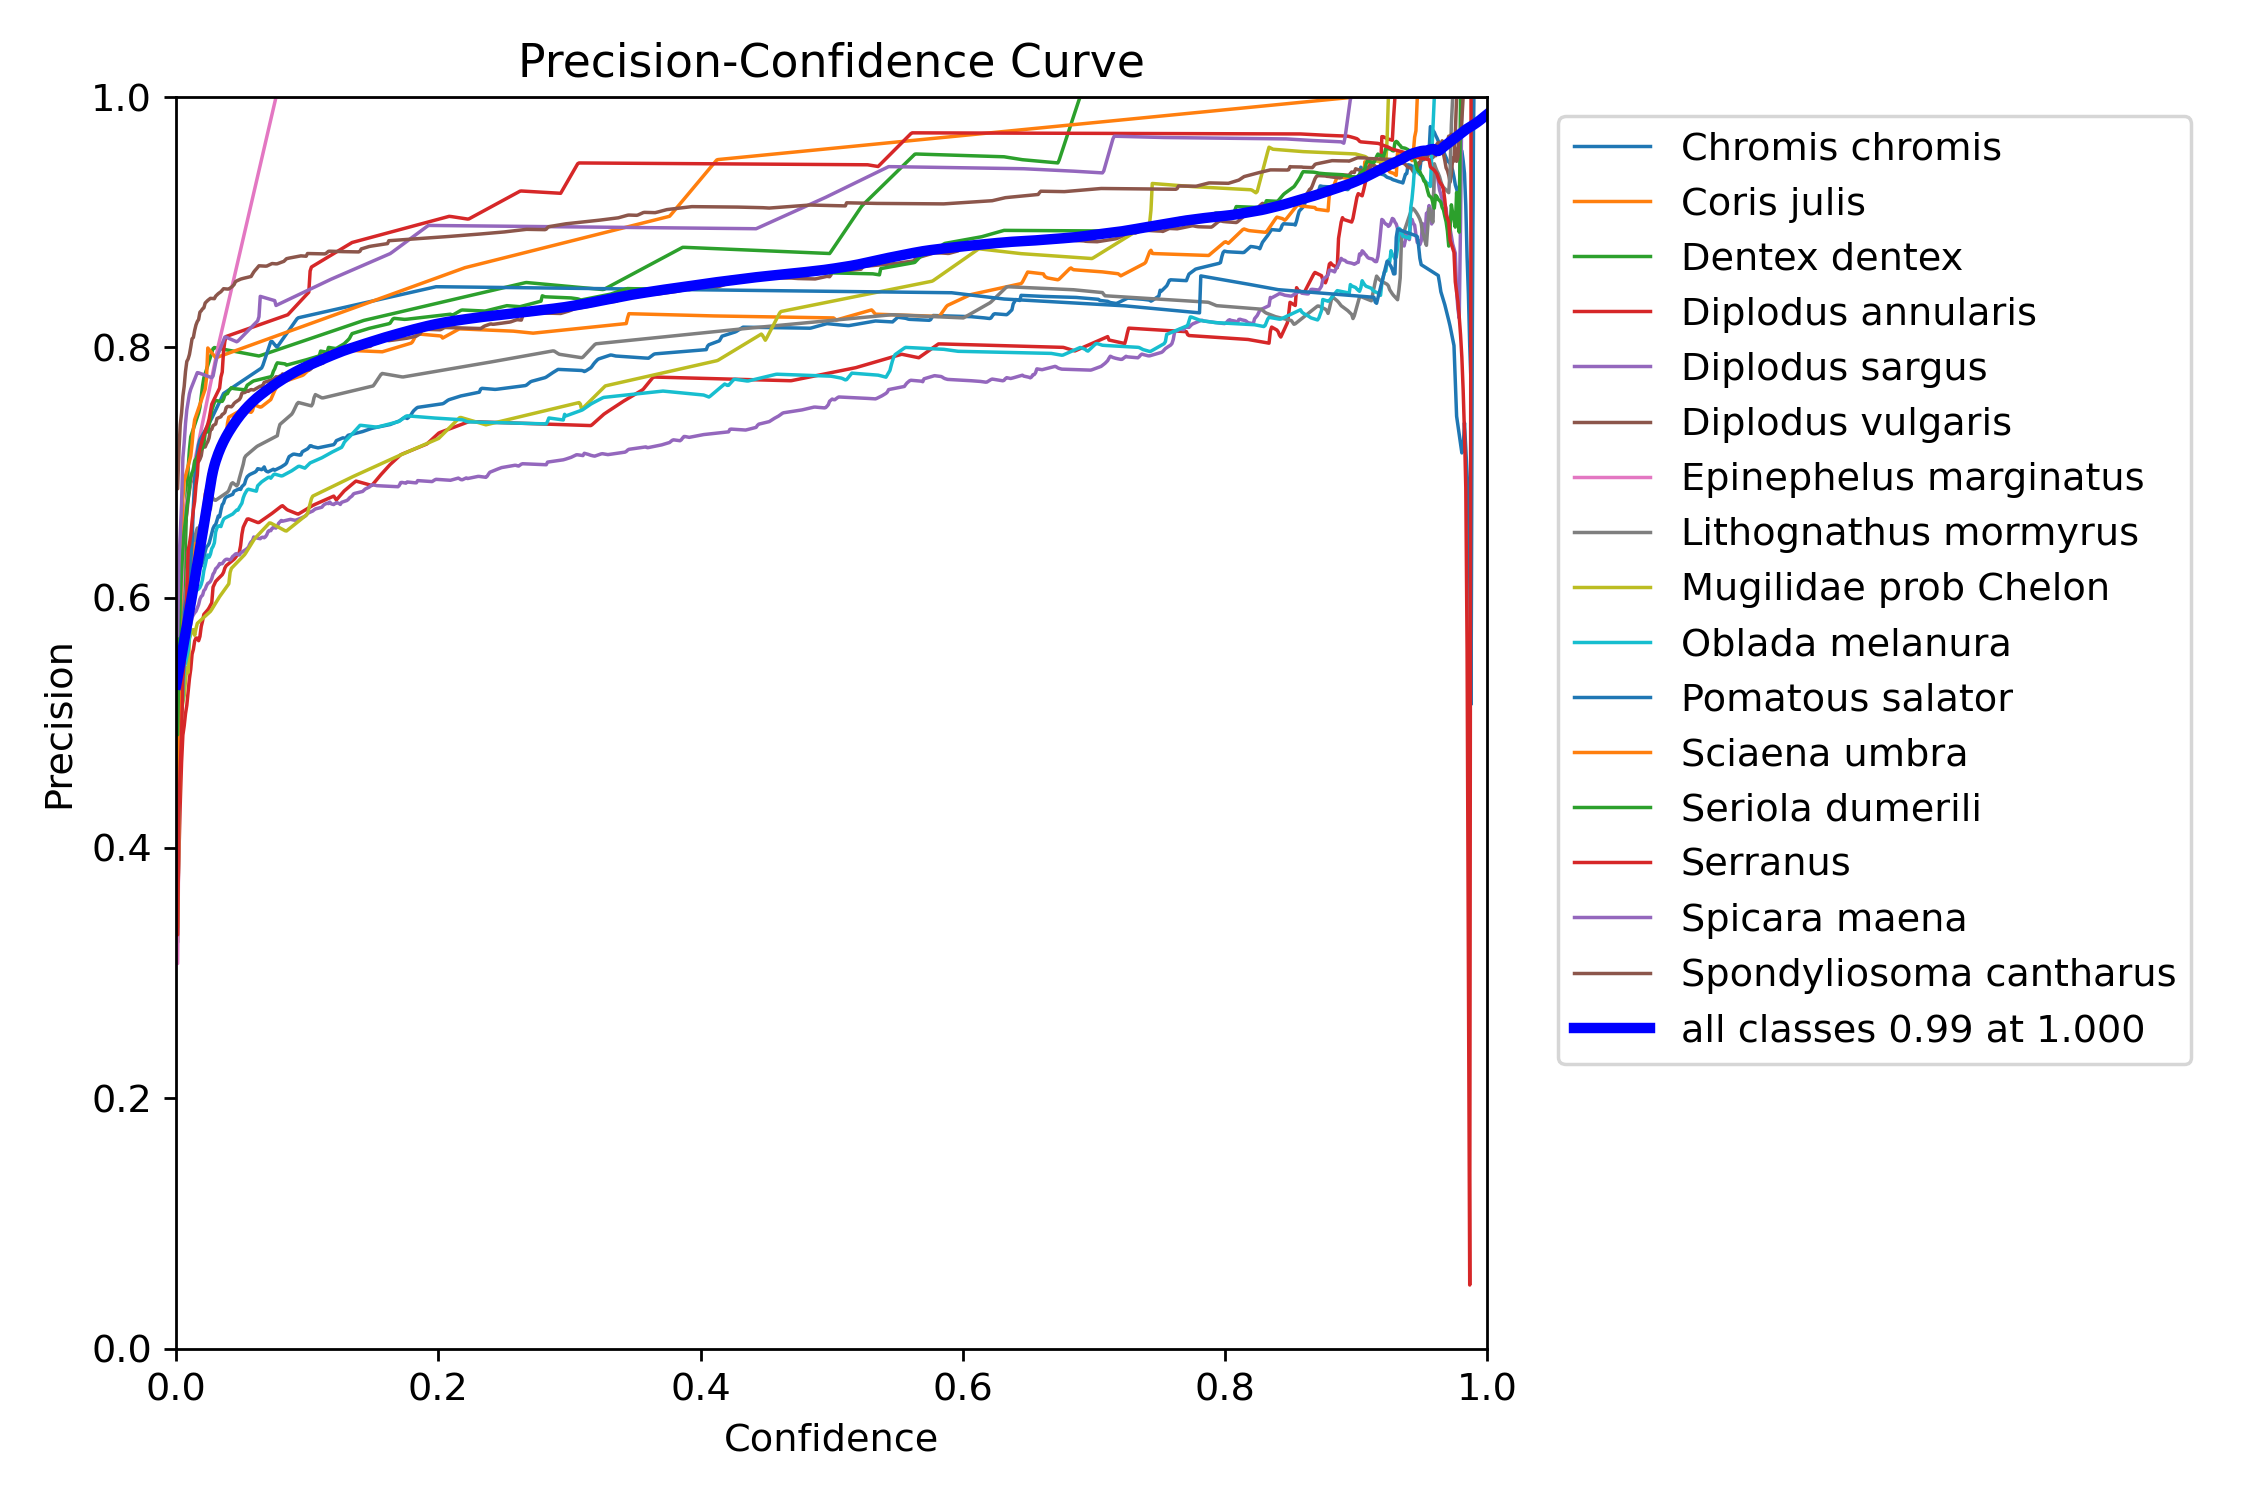 Precision-Confidence Curve
1.0
0.8
0.6
0.4
0.2
0.0
Precision
0.0 0.2 0.4 0.6 0.8 1.0
Confidence
Chromis chromis
Coris julis
Dentex dentex
Diplodus annularis
Diplodus sargus
Diplodus vulgaris
Epinephelus marginatus
Lithognathus mormyrus
Mugilidae prob Chelon
Oblada melanura
Pomatous salator
Sciaena umbra
Seriola dumerili
Serranus
Spicara maena
Spondyliosoma cantharus
all classes 0.99 at 1.000